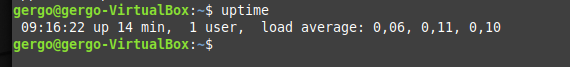 gergo@gergo-VirtualBox:~$ uptime
 09:16:22 up 14 min,  1 user,  load average: 0,06, 0,11, 0,10
gergo@gergo-VirtualBox:~$